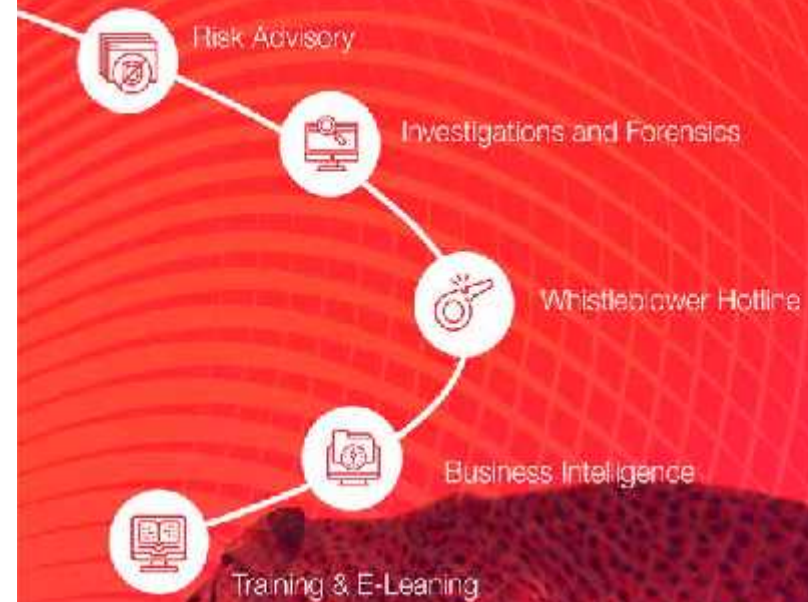 Risk Advisory
Investigations and Forensics
Whistleblower Hotline
Business Intelligence
Training & E-Leaning